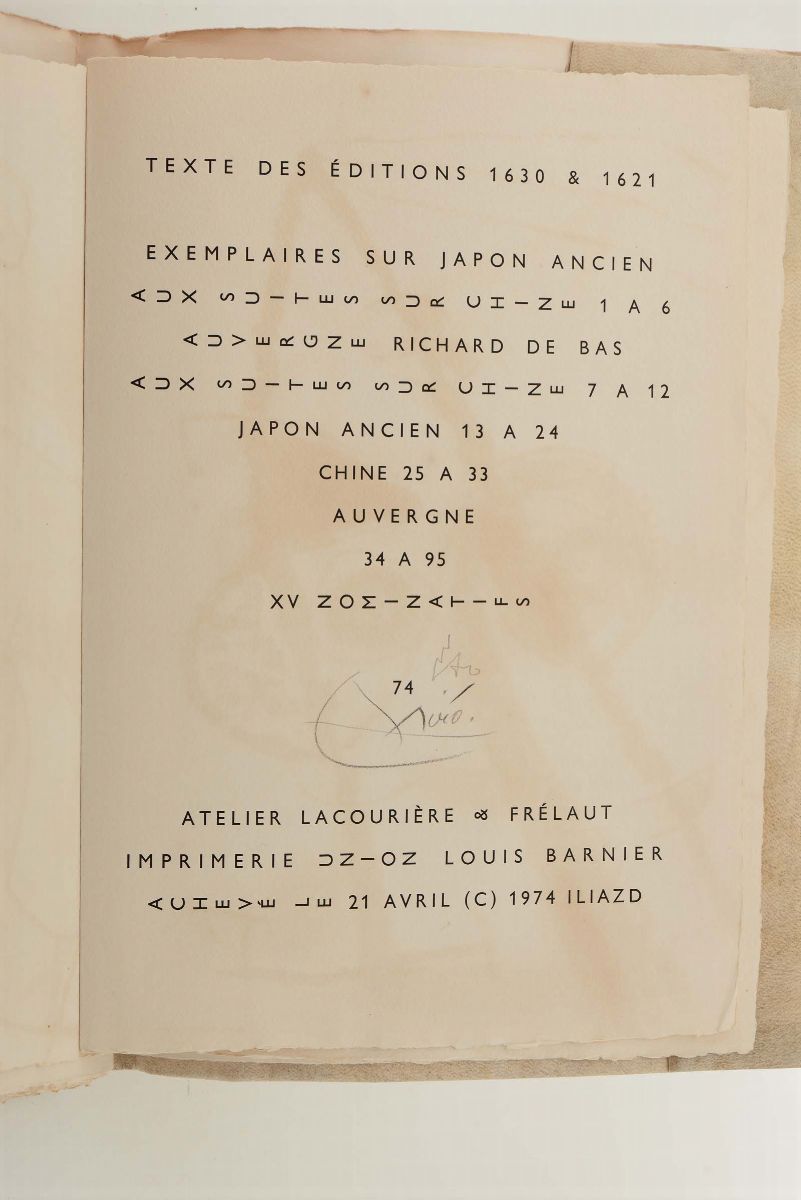 TEXTE DES ÉDITIONS 1630 & 1621
EXEMPLAIRES SUR JAPON ANCIEN
AUX SUITES SUR CHINE 1 A 6
AUVERGNE RICHARD DE BAS
AUX SUITES SUR CHINE 7 A 12
JAPON ANCIEN 13 A 24
CHINE 25 A 33
AUVERGNE
34 A 95
XV NOMINATIFS
74
Miró.
ATELIER LACOURIÈRE & FRÉLAUT
IMPRIMERIE UNION LOUIS BARNIER
ACHEVÉ LE 21 AVRIL (C) 1974 ILIAZD